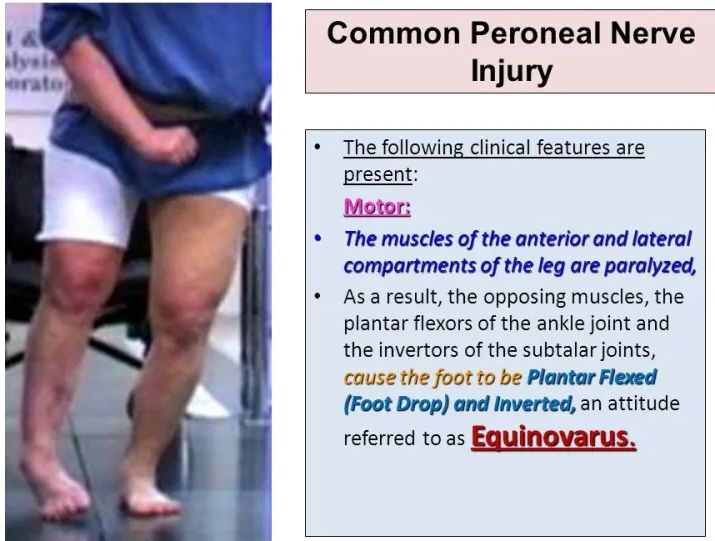 Common Peroneal Nerve
Injury
• The following clinical features are
present:
Motor:
• The muscles of the anterior and lateral
compartments of the leg are paralyzed,
• As a result, the opposing muscles, the
plantar flexors of the ankle joint and
the invertors of the subtalar joints,
cause the foot to be Plantar Flexed
(Foot Drop) and Inverted, an attitude
referred to as Equinovarus.